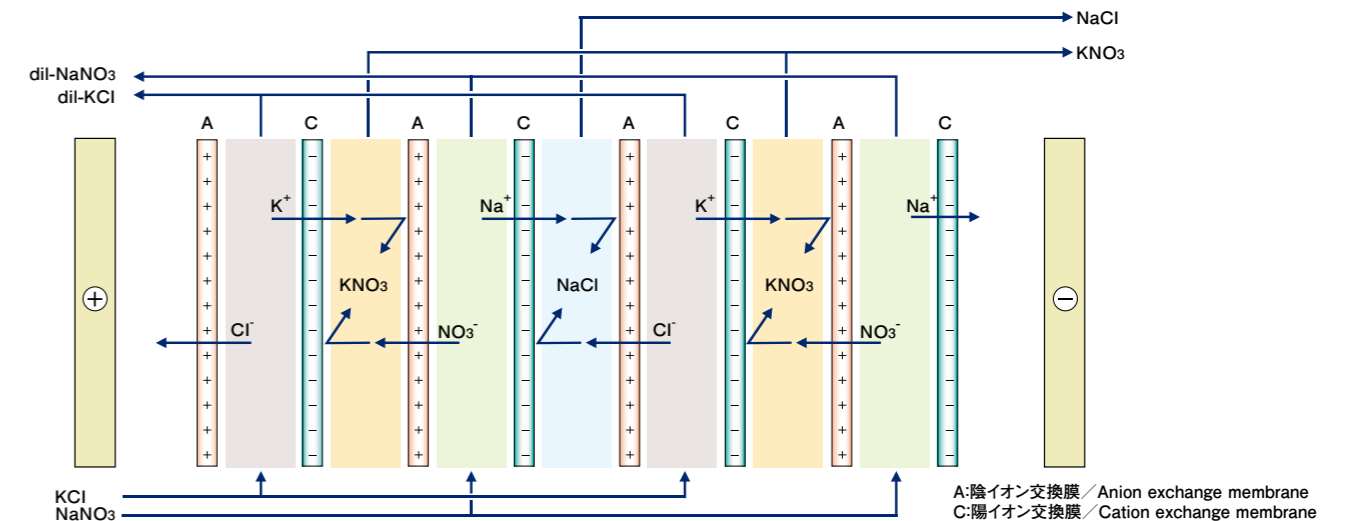 NaCl
KNO3
dil-NaNO3
dil-KCl
A C A C A C A C
K+ Na+ K+ Na+
KNO3 NaCl KNO3
+ −
Cl- NO3- Cl- NO3-
KCl
NaNO3
A:陰イオン交換膜／Anion exchange membrane
C:陽イオン交換膜／Cation exchange membrane